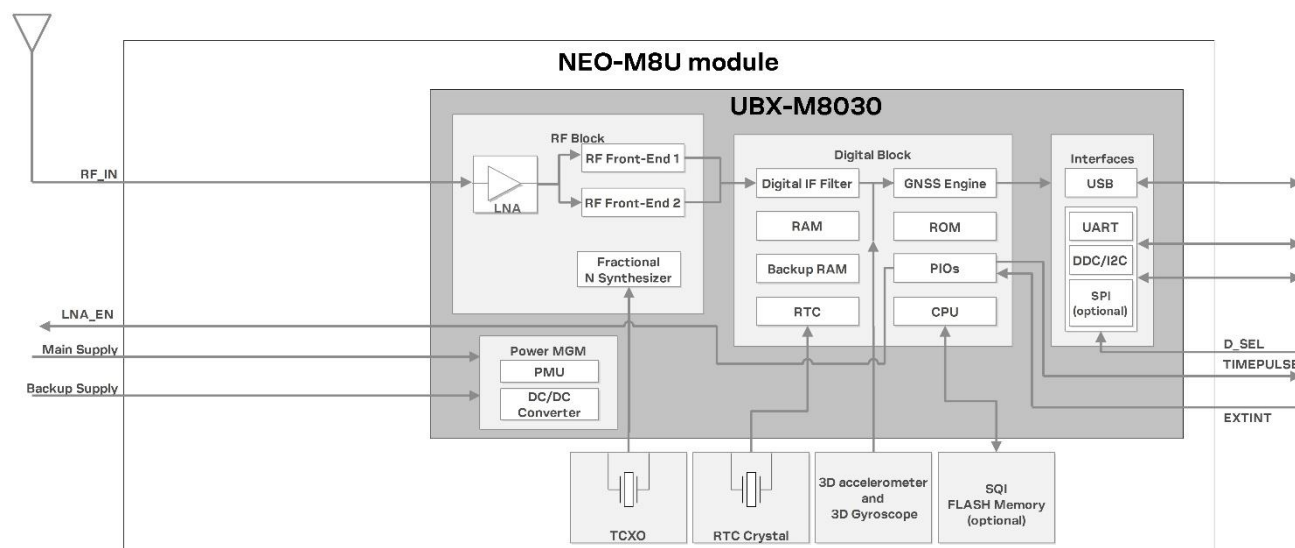 NEO-M8U module
UBX-M8030
RF Block
RF_IN
LNA
RF Front-End 1
RF Front-End 2
Fractional
N Synthesizer
Digital Block
Digital IF Filter
GNSS Engine
RAM
ROM
Backup RAM
PIOs
RTC
CPU
Interfaces
USB
UART
DDC/I2C
SPI
(optional)
LNA_EN
Main Supply
Backup Supply
Power MGM
PMU
DC/DC
Converter
D_SEL
TIMEPULSE
EXTINT
TCXO
RTC Crystal
3D accelerometer
and
3D Gyroscope
SQI
FLASH Memory
(optional)